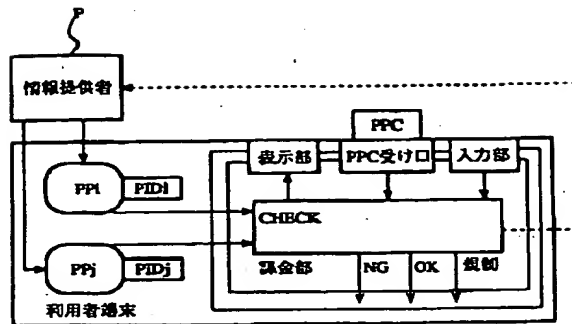 P
情報提供者
PPC
表示部
PPC受け口
入力部
PPi
PIDi
CHECK
PPj
PIDj
課金部
NG
OK
規制
利用者端末